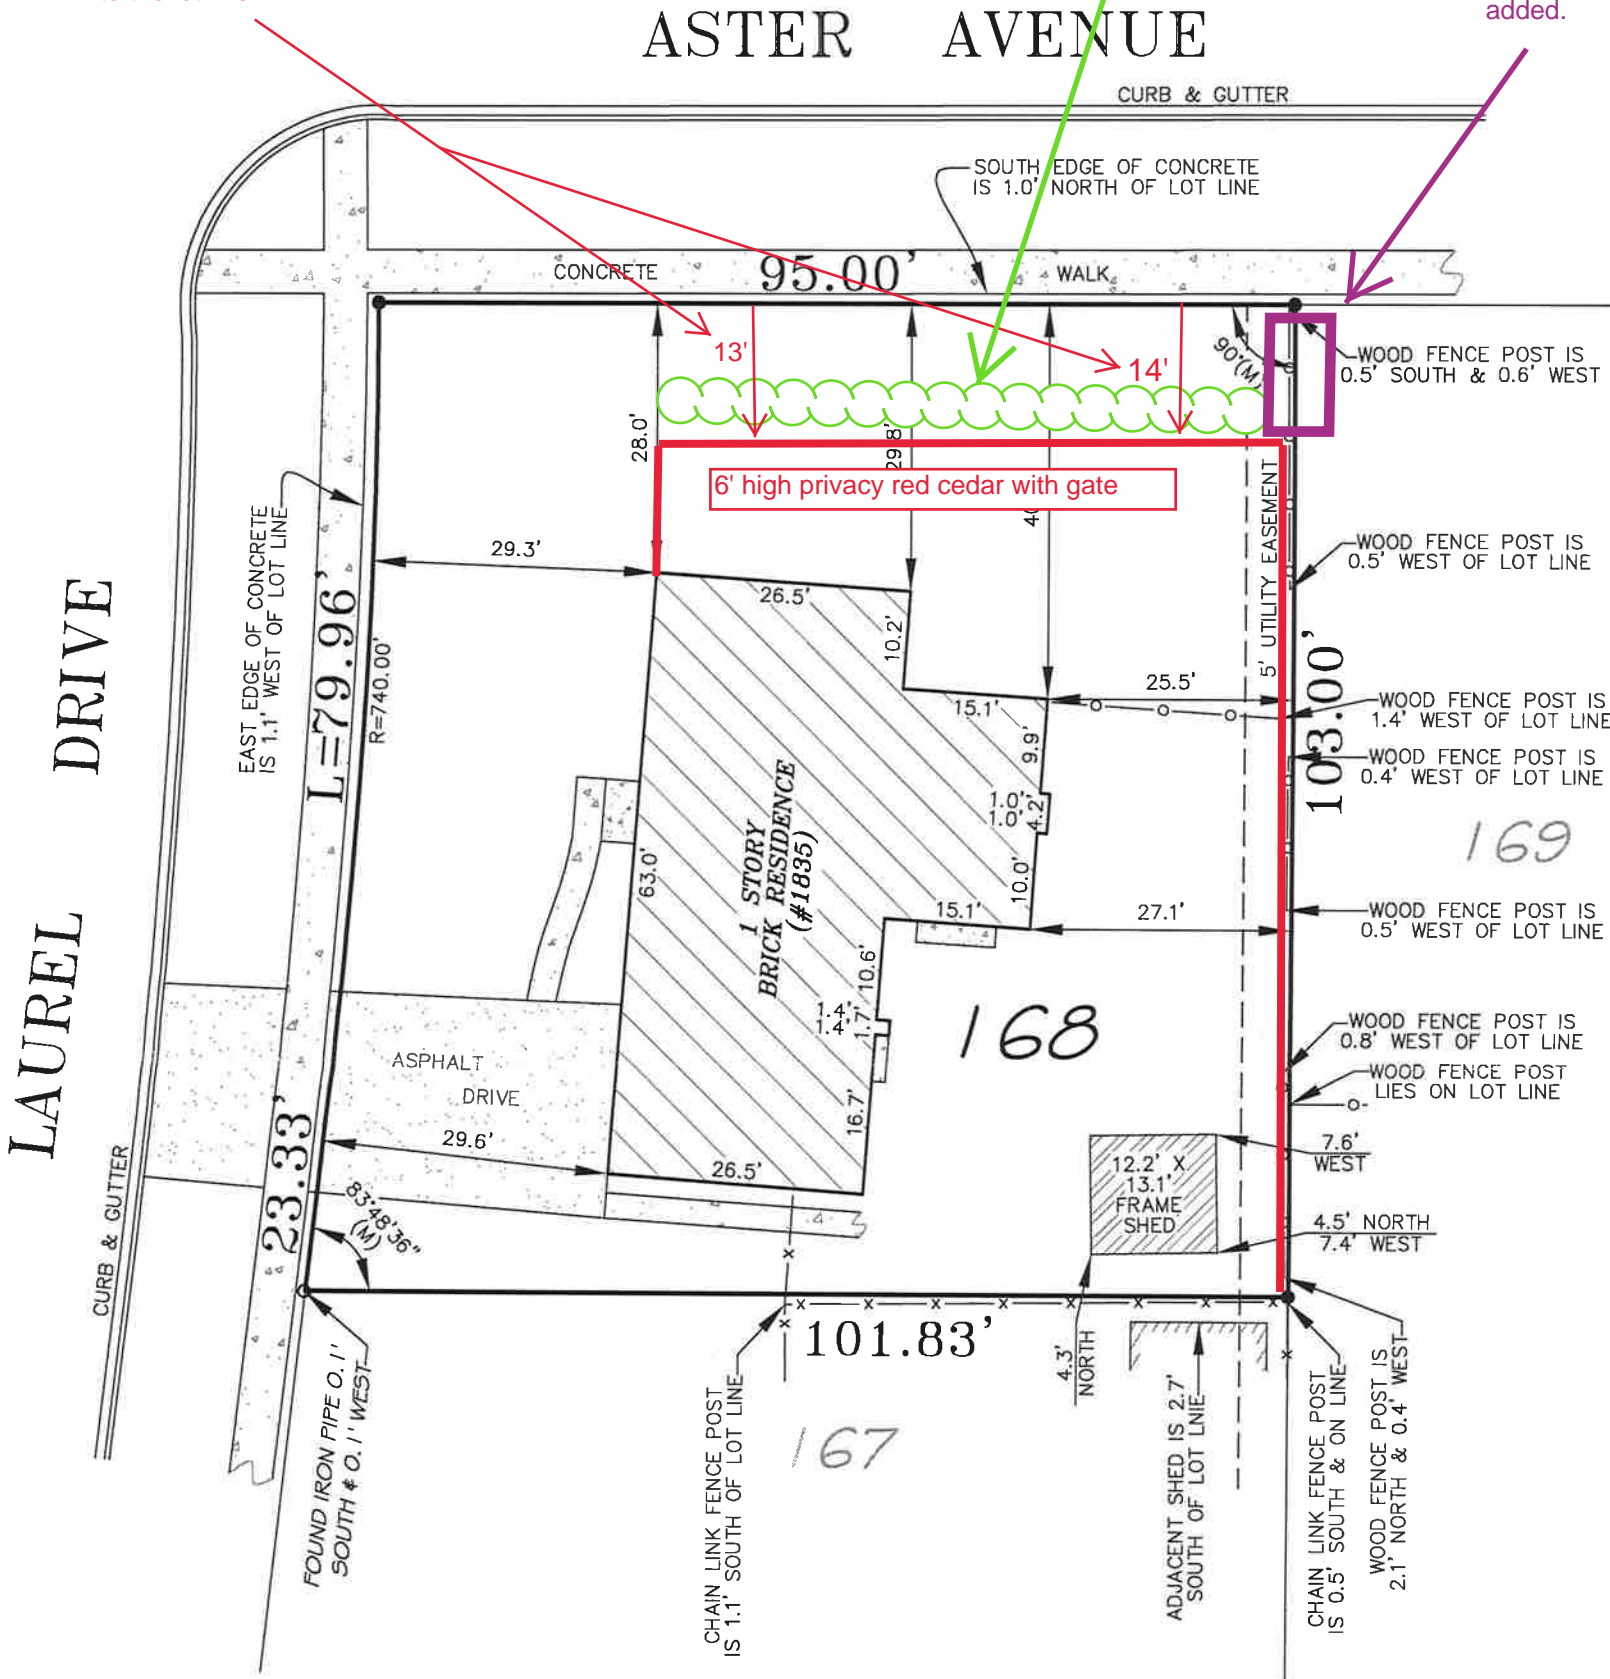 added.
ASTER AVENUE
CURB & GUTTER
SOUTH EDGE OF CONCRETE
IS 1.0' NORTH OF LOT LINE
CONCRETE
95.00'
WALK
13'
14'
90°(M)
WOOD FENCE POST IS
0.5' SOUTH & 0.6' WEST
28.0'
29.8'
6' high privacy red cedar with gate
5' UTILITY EASEMENT
EAST EDGE OF CONCRETE
IS 1.1' WEST OF LOT LINE
29.3'
WOOD FENCE POST IS
0.5' WEST OF LOT LINE
L=79.96'
R=740.00'
26.5'
10.2'
LAUREL DRIVE
25.5'
15.1'
103.00'
WOOD FENCE POST IS
1.4' WEST OF LOT LINE
9.9'
WOOD FENCE POST IS
0.4' WEST OF LOT LINE
1.0'
1.0'
4.2'
169
63.0'
1 STORY
BRICK RESIDENCE
(#1835)
10.0'
15.1'
27.1'
WOOD FENCE POST IS
0.5' WEST OF LOT LINE
10.6'
1.4'
1.4'
1.7'
168
WOOD FENCE POST IS
0.8' WEST OF LOT LINE
ASPHALT
DRIVE
WOOD FENCE POST
LIES ON LOT LINE
16.7'
23.33'
29.6'
26.5'
7.6'
WEST
12.2' X
13.1'
FRAME
SHED
83°48'36"
(M)
4.5' NORTH
7.4' WEST
CURB & GUTTER
101.83'
4.3'
NORTH
FOUND IRON PIPE 0.1'
SOUTH & 0.1' WEST
CHAIN LINK FENCE POST
IS 1.1' SOUTH OF LOT LINE
167
ADJACENT SHED IS 2.7'
SOUTH OF LOT LNIE
CHAIN LINK FENCE POST
IS 0.5' SOUTH & ON LINE
WOOD FENCE POST IS
2.1' NORTH & 0.4' WEST